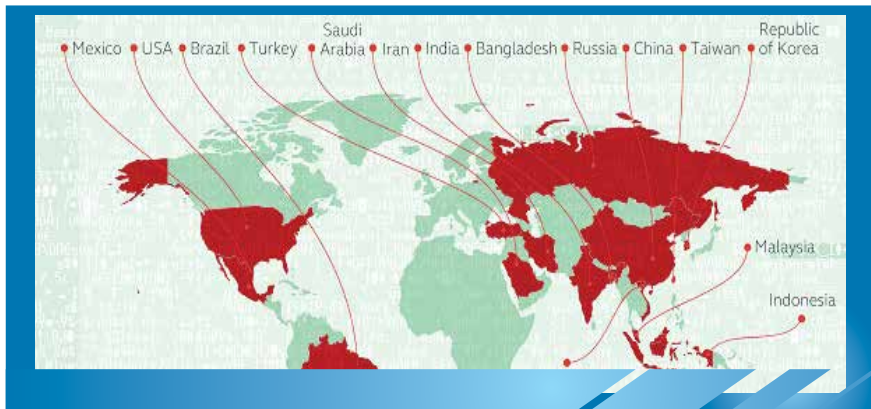 Mexico USA Brazil Turkey Saudi Arabia Iran India Bangladesh Russia China Taiwan Republic of Korea
Malaysia
Indonesia